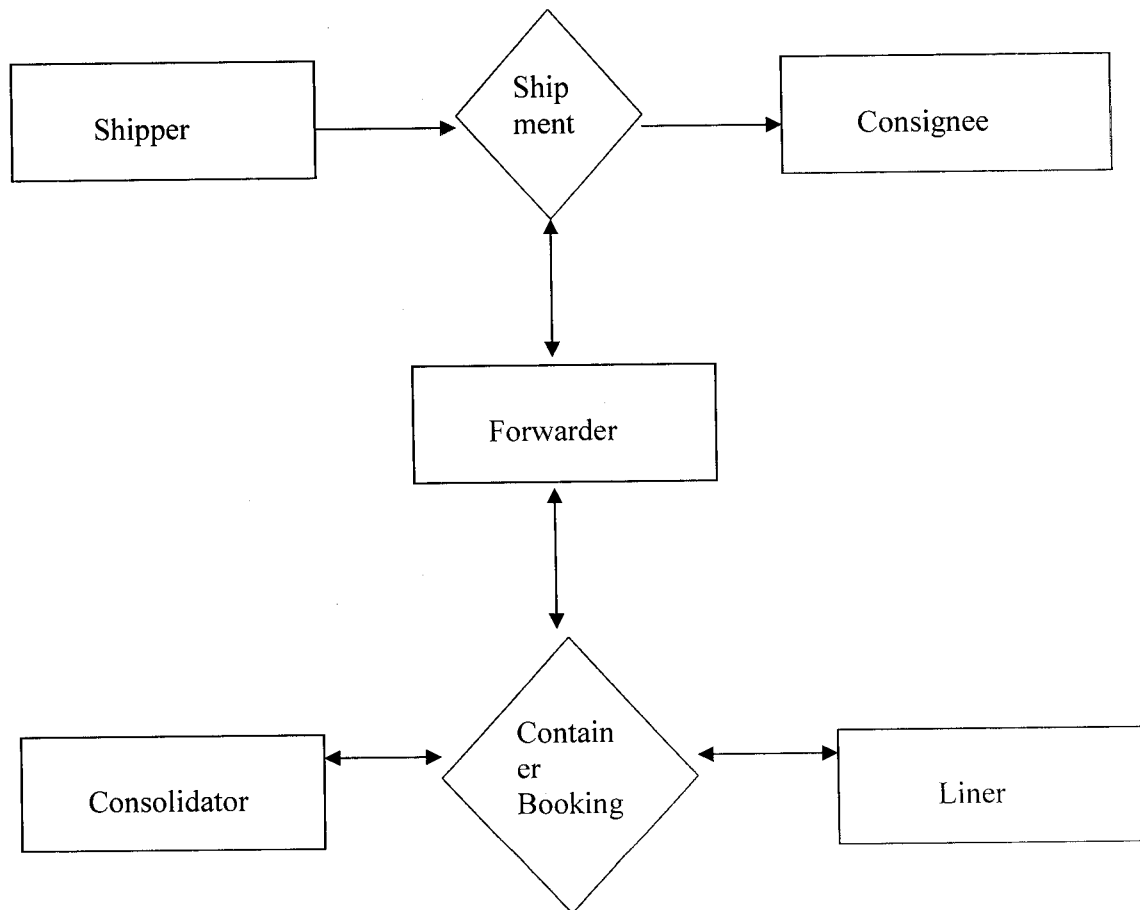 Ship
ment
Shipper
Consignee
Forwarder
Contain
er
Booking
Consolidator
Liner